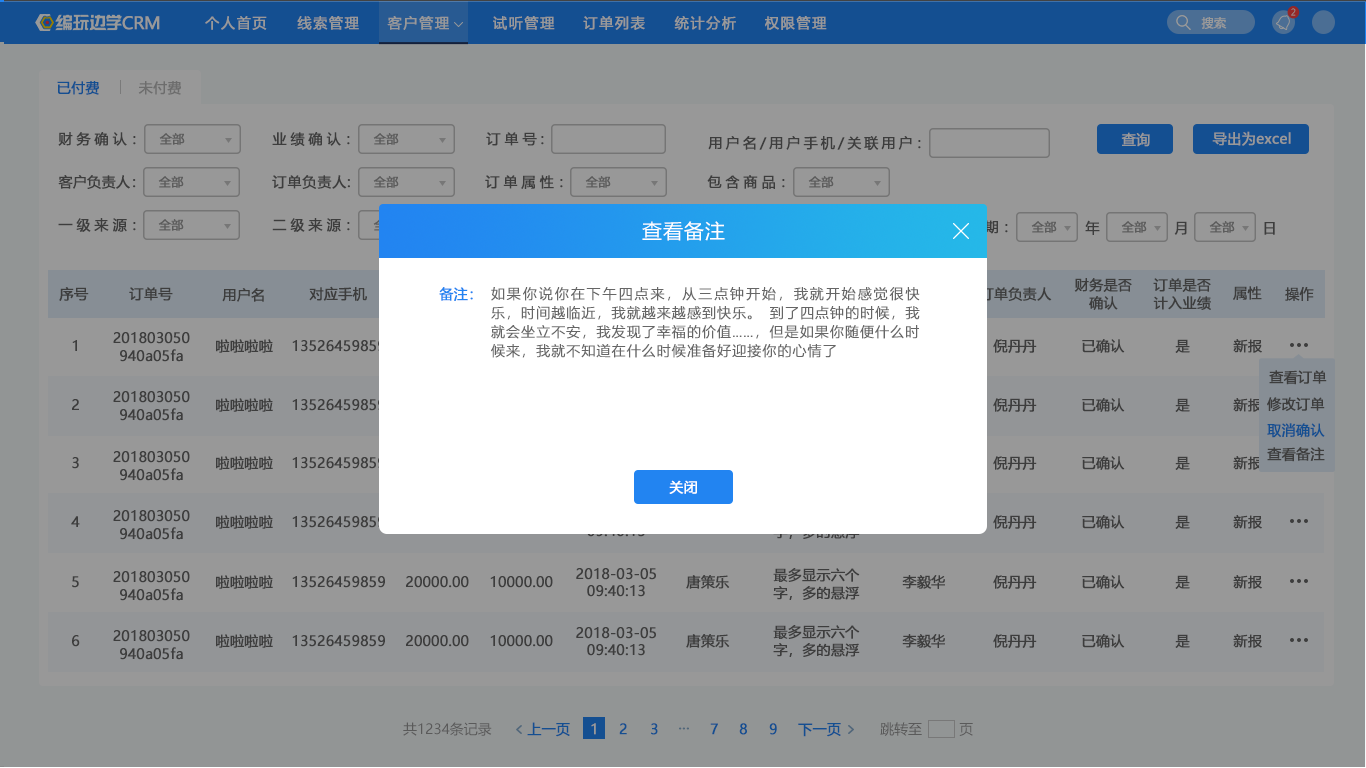 编玩边学CRM 个人首页 线索管理 客户管理 试听管理 订单列表 统计分析 权限管理 搜索 2
已付费 未付费
财务确认: 全部 业绩确认: 全部 订单号: 用户名/用户手机/关联用户: 查询 导出为excel
客户负责人: 全部 订单负责人: 全部 订单属性: 全部 包含商品: 全部
一级来源: 全部 二级来源: 期: 全部 年 全部 月 全部 日
查看备注
备注: 如果你说你在下午四点来，从三点钟开始，我就开始感觉很快
乐，时间越临近，我就越来越感到快乐。 到了四点钟的时候，我
就会坐立不安，我发现了幸福的价值……，但是如果你随便什么时
候来，我就不知道在什么时候准备好迎接你的心情了
关闭
序号 订单号 用户名 对应手机 订单负责人 财务是否 订单是否 属性 操作
确认 计入业绩
1 201803050 啦啦啦啦 13526459859 倪丹丹 已确认 是 新报 •••
940a05fa
查看订单
修改订单
取消确认
查看备注
2 201803050 啦啦啦啦 13526459859 倪丹丹 已确认 是 新报
940a05fa
3 201803050 啦啦啦啦 13526459859 倪丹丹 已确认 是 新报
940a05fa
4 201803050 啦啦啦啦 13526459859 倪丹丹 已确认 是 新报 •••
940a05fa 09:40:13 字，多的悬浮
5 201803050 啦啦啦啦 13526459859 20000.00 10000.00 2018-03-05 唐策乐 最多显示六个 李毅华 倪丹丹 已确认 是 新报 •••
940a05fa 09:40:13 字，多的悬浮
6 201803050 啦啦啦啦 13526459859 20000.00 10000.00 2018-03-05 唐策乐 最多显示六个 李毅华 倪丹丹 已确认 是 新报 •••
940a05fa 09:40:13 字，多的悬浮
共1234条记录 < 上一页 1 2 3 ... 7 8 9 下一页 > 跳转至 页